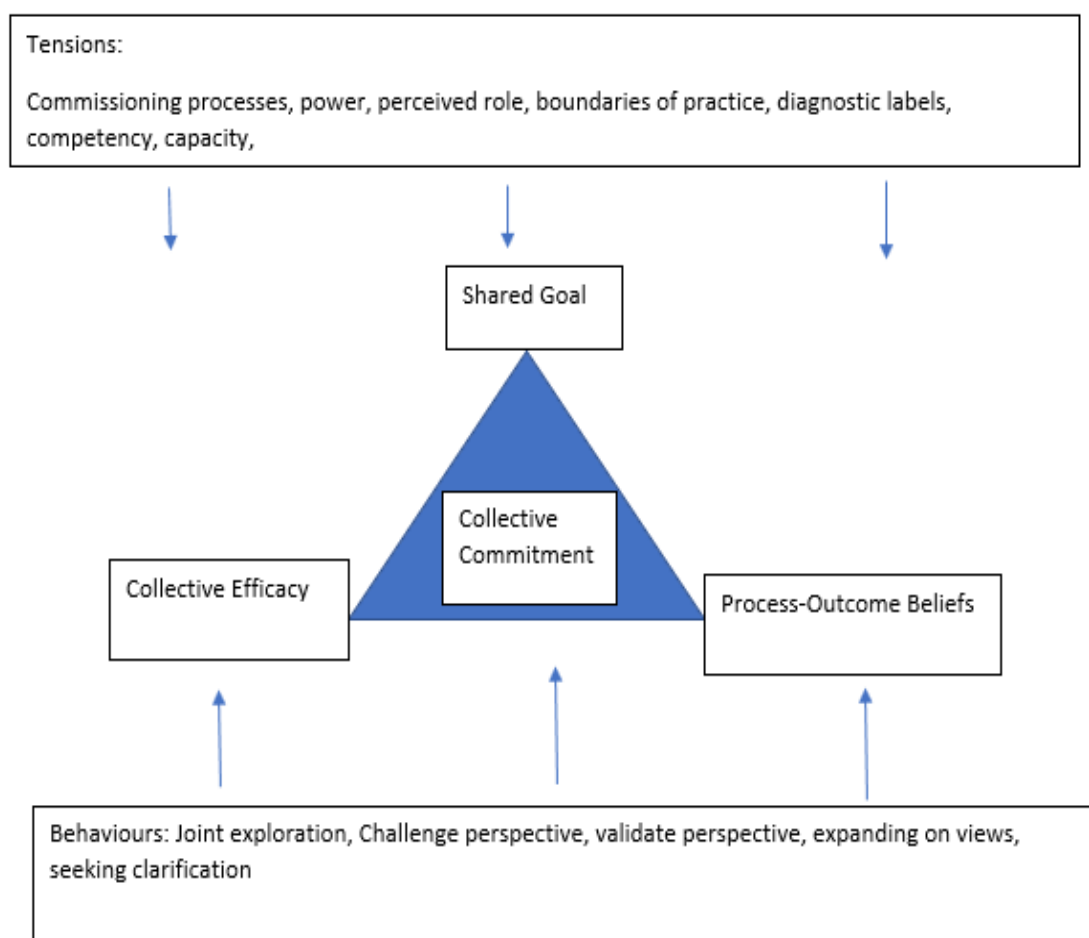 Tensions:
Commissioning processes, power, perceived role, boundaries of practice, diagnostic labels,
competency, capacity,
Shared Goal
Collective
Commitment
Collective Efficacy
Process-Outcome Beliefs
Behaviours: Joint exploration, Challenge perspective, validate perspective, expanding on views,
seeking clarification